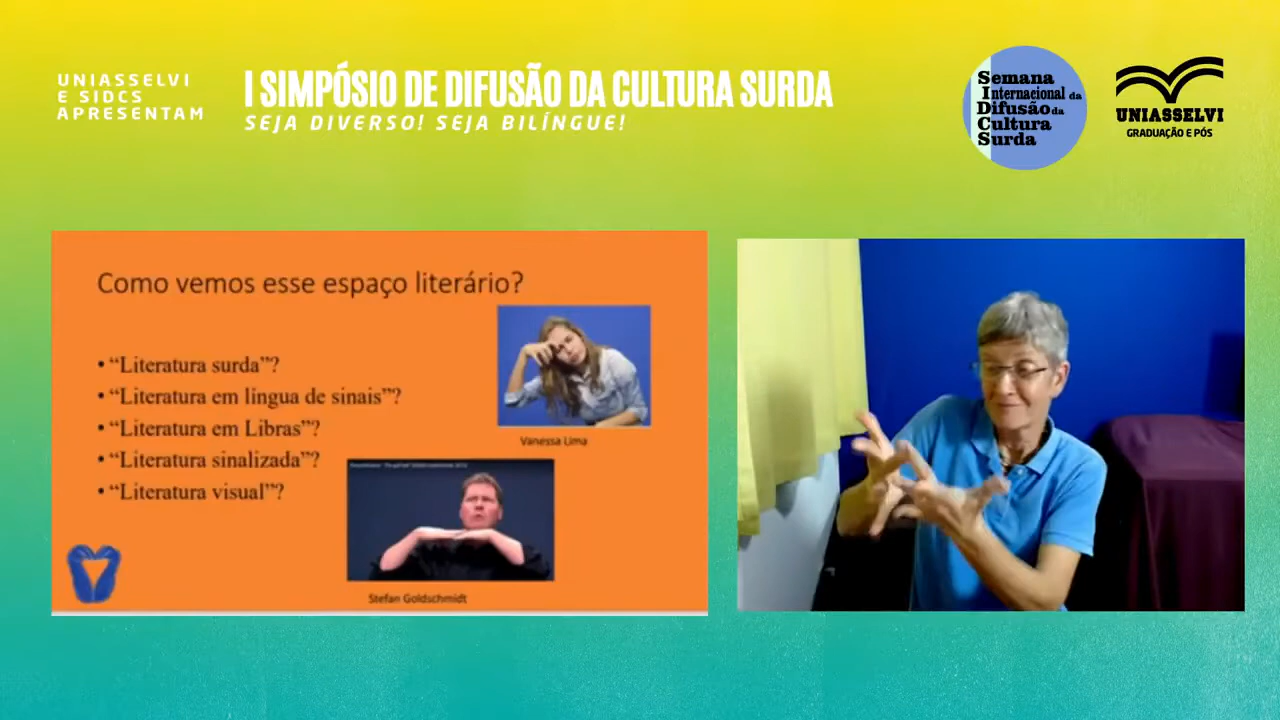 UNIASSELVI
E SIDCS
APRESENTAM
I SIMPÓSIO DE DIFUSÃO DA CULTURA SURDA
SEJA DIVERSO! SEJA BILÍNGUE!
Semana
Internacional da
Difusão da
Cultura
Surda
UNIASSELVI
GRADUAÇÃO E PÓS
Como vemos esse espaço literário?
• “Literatura surda”?
• “Literatura em língua de sinais”?
• “Literatura em Libras”?
• “Literatura sinalizada”?
• “Literatura visual”?
Vanessa Lima
Stefan Goldschmidt